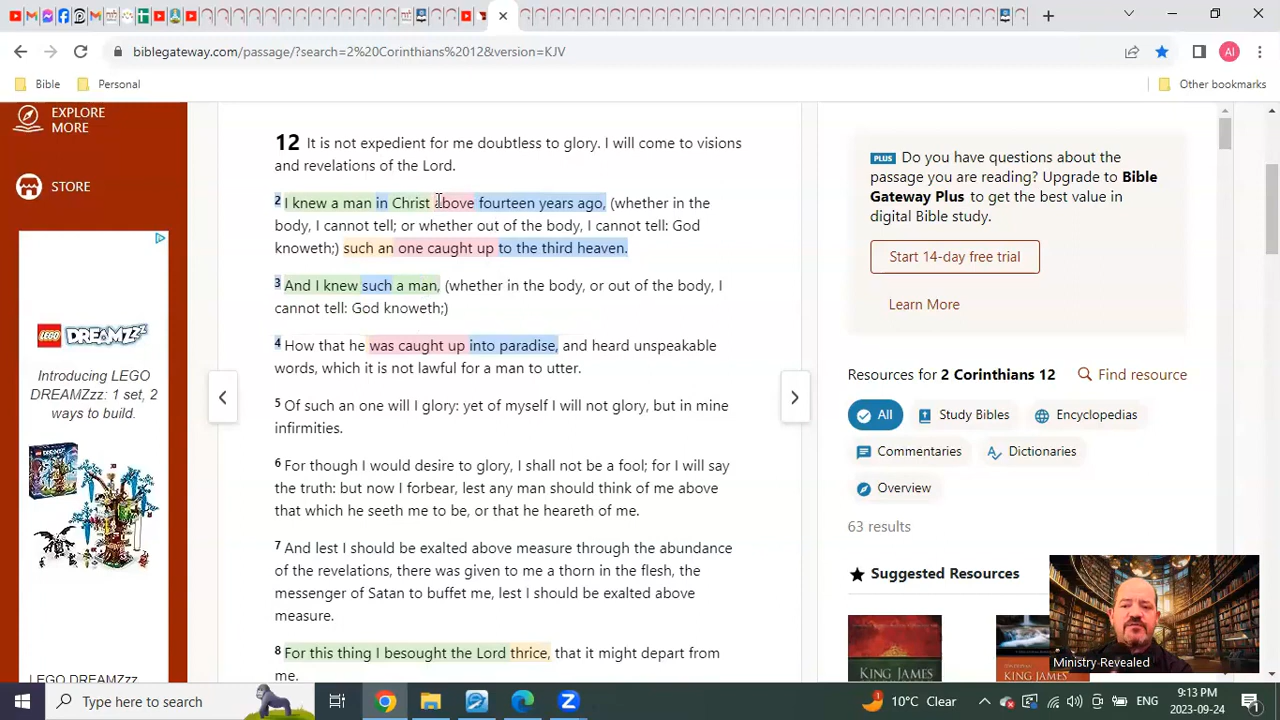 biblegateway.com/passage/?search=2%20Corinthians%2012&version=KJV
AI
Bible
Personal
Other bookmarks
EXPLORE
MORE
STORE
LEGO DREAMZzz
Introducing LEGO
DREAMZzz: 1 set, 2
ways to build.
LEGO DREAMZzz
12 It is not expedient for me doubtless to glory. I will come to visions
and revelations of the Lord.
2 I knew a man in Christ above fourteen years ago, (whether in the
body, I cannot tell; or whether out of the body, I cannot tell: God
knoweth;) such an one caught up to the third heaven.
3 And I knew such a man, (whether in the body, or out of the body, I
cannot tell: God knoweth;)
4 How that he was caught up into paradise, and heard unspeakable
words, which it is not lawful for a man to utter.
5 Of such an one will I glory: yet of myself I will not glory, but in mine
infirmities.
6 For though I would desire to glory, I shall not be a fool; for I will say
the truth: but now I forbear, lest any man should think of me above
that which he seeth me to be, or that he heareth of me.
7 And lest I should be exalted above measure through the abundance
of the revelations, there was given to me a thorn in the flesh, the
messenger of Satan to buffet me, lest I should be exalted above
measure.
8 For this thing I besought the Lord thrice, that it might depart from
me.
PLUS Do you have questions about the
passage you are reading? Upgrade to Bible
Gateway Plus to get the best value in
digital Bible study.
Start 14-day free trial
Learn More
Resources for 2 Corinthians 12
Find resource
All
Study Bibles
Encyclopedias
Commentaries
Dictionaries
Overview
63 results
Suggested Resources
KING JAMES
KING JAMES
Ministry Revealed
Type here to search
1
10°C Clear
ENG
9:13 PM
2023-09-24
1